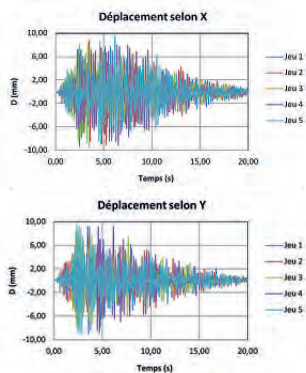 Déplacement selon X
10,00
6,00
2,00
-2,00
-6,00
-10,00
D (mm)
0,00 5,00 10,00 15,00 20,00
Temps (s)
Jeu 1
Jeu 2
Jeu 3
Jeu 4
Jeu 5
Déplacement selon Y
10,00
6,00
2,00
-2,00
-6,00
-10,00
D (mm)
0,00 5,00 10,00 15,00 20,00
Temps (s)
Jeu 1
Jeu 2
Jeu 3
Jeu 4
Jeu 5